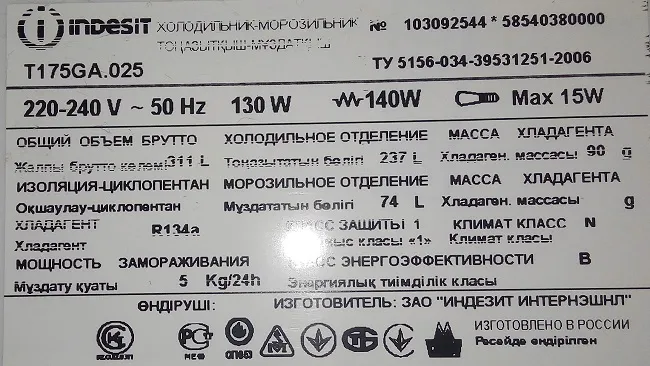 indesit ХОЛОДИЛЬНИК-МОРОЗИЛЬНИК № 103092544 * 58540380000
ТОҢАЗЫТҚЫШ-МҰЗДАТҚЫШ
T175GA.025 ТУ 5156-034-39531251-2006
220-240 V ~ 50 Hz 130 W 140W Max 15W
ОБЩИЙ ОБЪЕМ БРУТТО ХОЛОДИЛЬНОЕ ОТДЕЛЕНИЕ МАССА ХЛАДАГЕНТА
Жалпы брутто көлемі 311 L Тоңазытатын бөлігі 237 L Хладаген. массасы 90 g
ИЗОЛЯЦИЯ-ЦИКЛОПЕНТАН МОРОЗИЛЬНОЕ ОТДЕЛЕНИЕ МАССА ХЛАДАГЕНТА
Оқшаулау-циклопентан Мұздататын бөлігі 74 L Хладаген. массасы g
ХЛАДАГЕНТ R134a КЛАСС ЗАЩИТЫ 1 КЛИМАТ КЛАСС N
Хладагент класы «1» Климат класы
МОЩНОСТЬ ЗАМОРАЖИВАНИЯ ЭНЕРГОЭФФЕКТИВНОСТИ B
Мұздату қуаты 5 Kg/24h Энергиялық тиімділік класы
ӨНДІРУШІ: ИЗГОТОВИТЕЛЬ: ЗАО "ИНДЕЗИТ ИНТЕРНЭШНЛ"
ИЗГОТОВЛЕНО В РОССИИ
Ресейде өндірілген